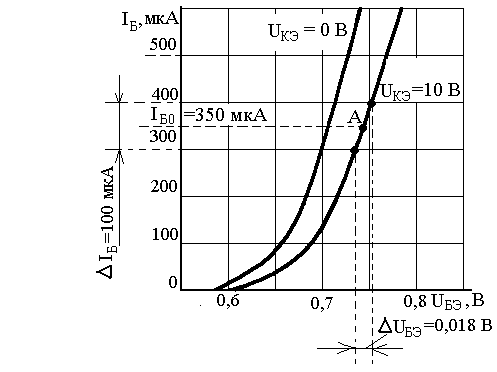 I_Б, мкА
U_КЭ = 0 В
500
400
U_КЭ=10 В
I_Б0 =350 мкА
A
300
200
100
0
ΔI_Б=100 мкА
0,6
0,7
0,8 U_БЭ, В
ΔU_БЭ=0,018 В